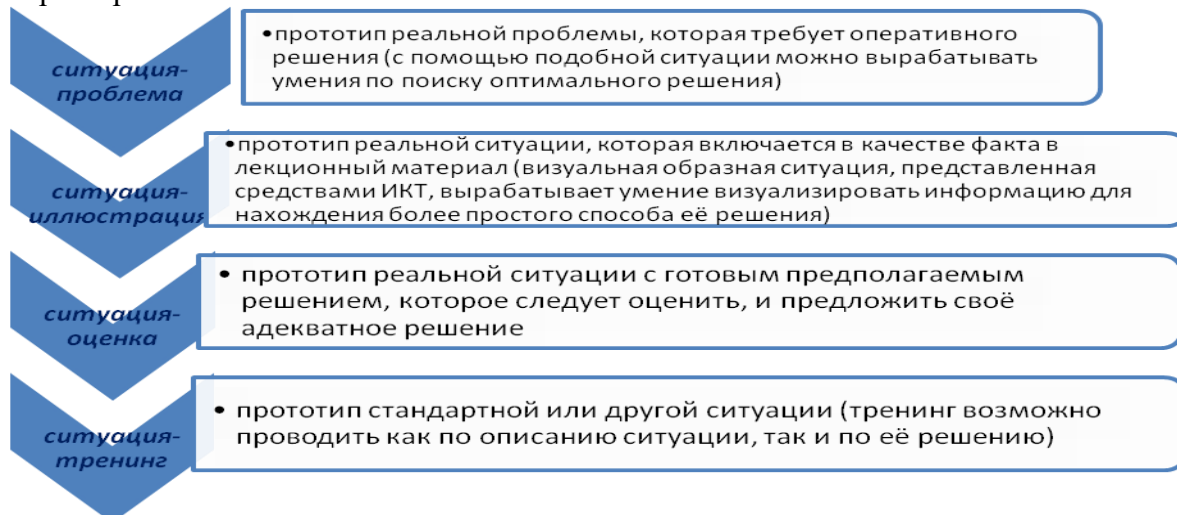 ситуация-
проблема
•прототип реальной проблемы, которая требует оперативного
решения (с помощью подобной ситуации можно вырабатывать
умения по поиску оптимального решения)
ситуация-
иллюстрация
•прототип реальной ситуации, которая включается в качестве факта в
лекционный материал (визуальная образная ситуация, представленная
средствами ИКТ, вырабатывает умение визуализировать информацию для
нахождения более простого способа её решения)
ситуация-
оценка
• прототип реальной ситуации с готовым предполагаемым
решением, которое следует оценить, и предложить своё
адекватное решение
ситуация-
тренинг
• прототип стандартной или другой ситуации (тренинг возможно
проводить как по описанию ситуации, так и по её решению)